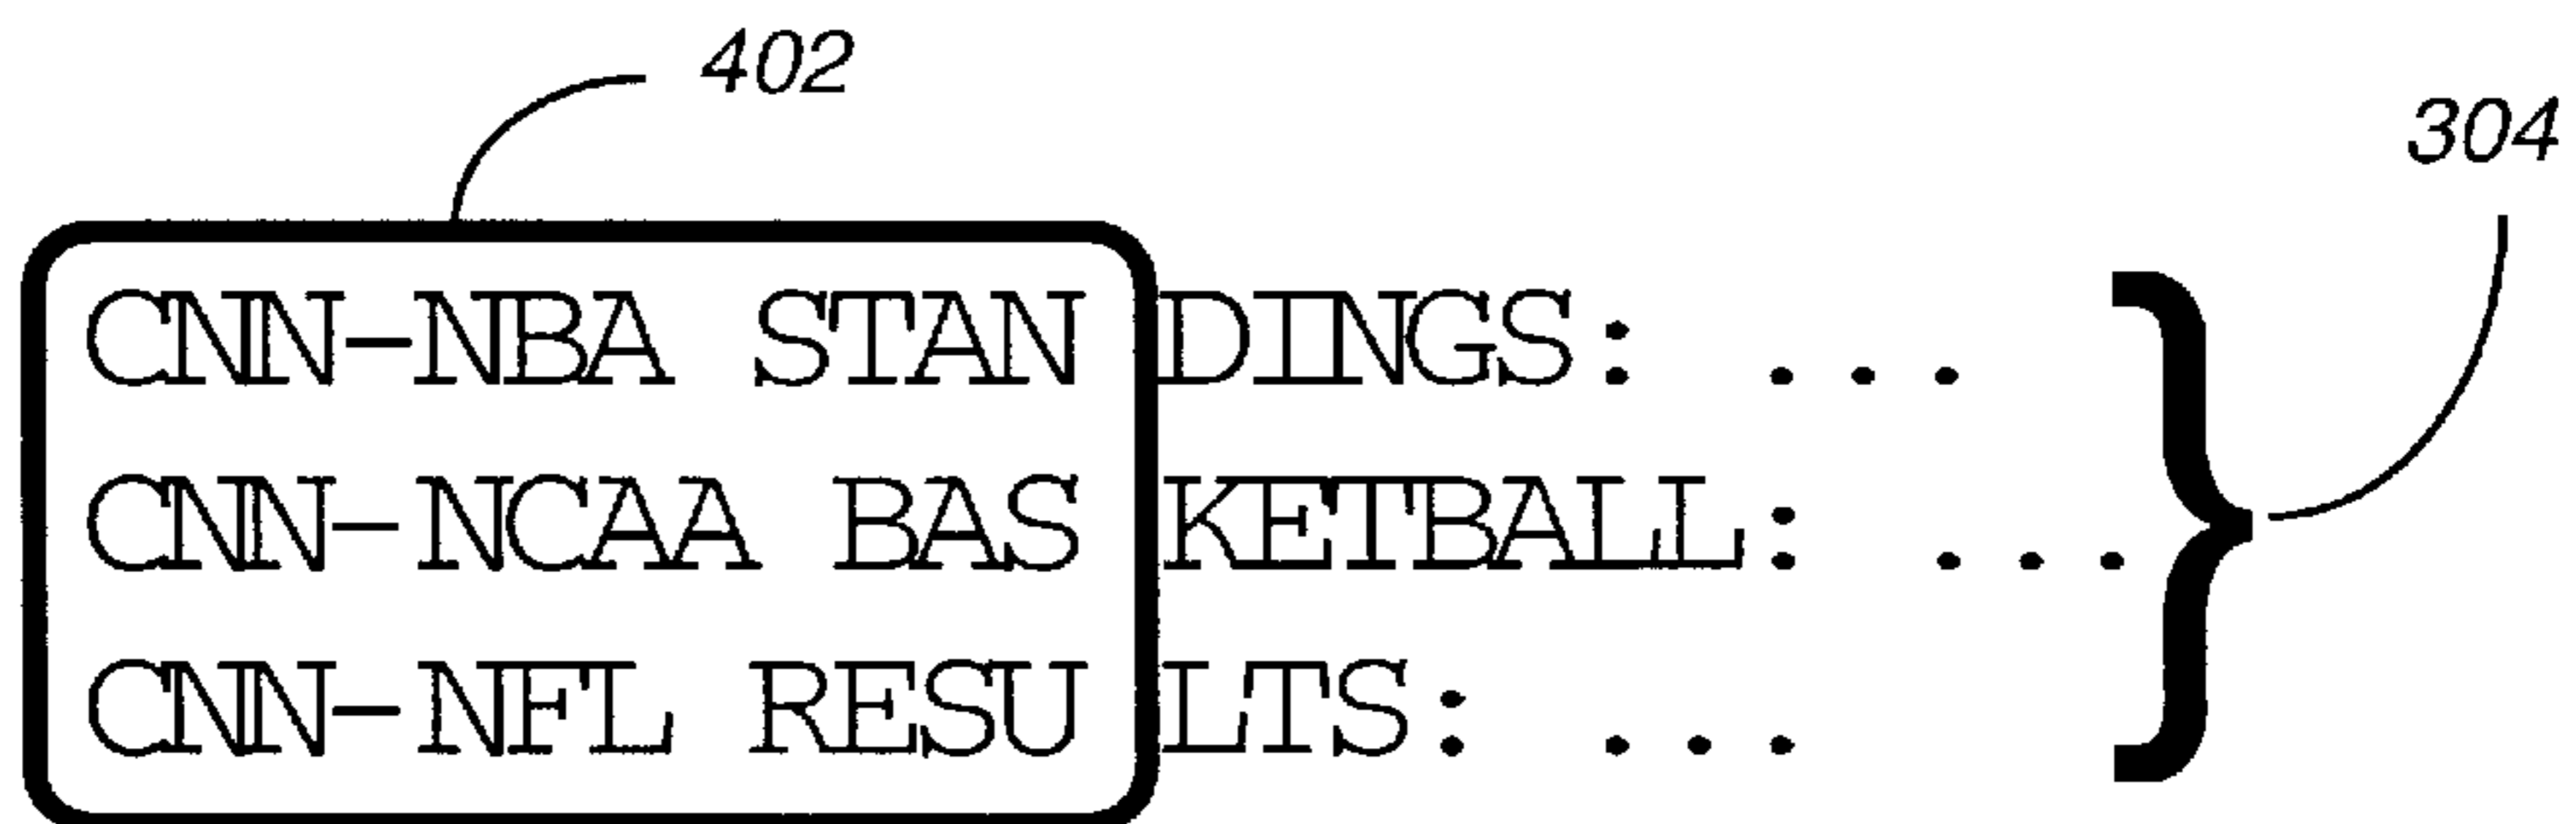 402
304
CNN-NBA STANDINGS: ...
CNN-NCAA BASKETBALL: ...
CNN-NFL RESULTS: ...